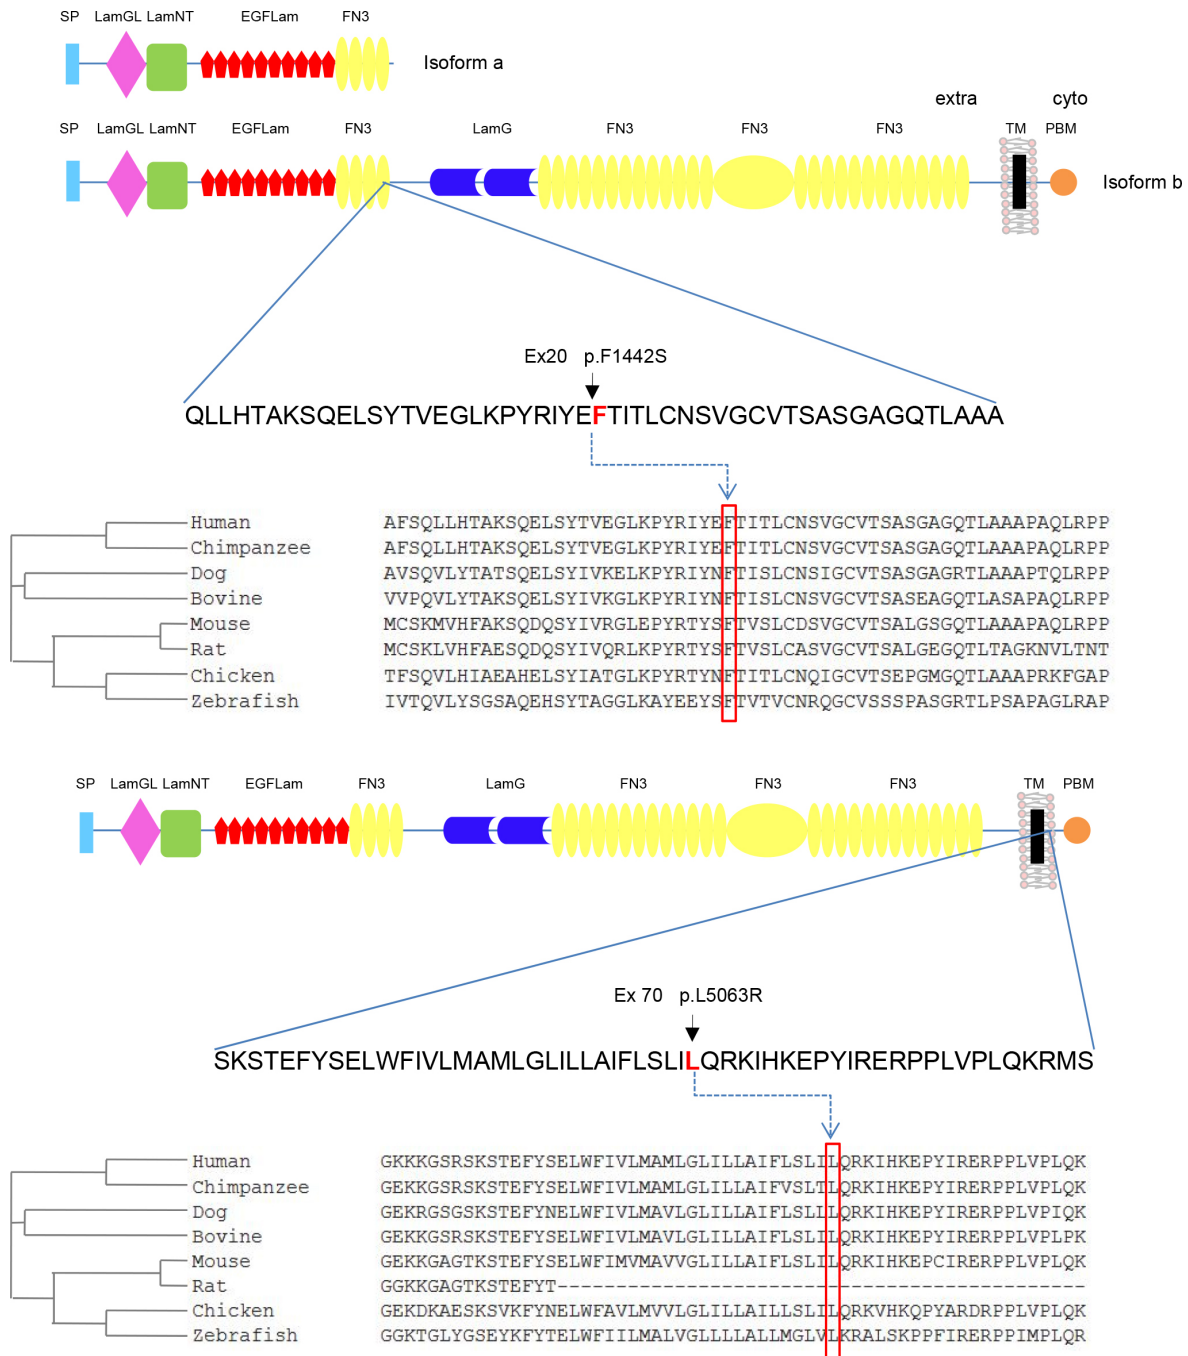 SP LamGL LamNT EGFLam FN3
Isoform a
extra cyto
SP LamGL LamNT EGFLam FN3 LamG FN3 FN3 FN3 TM PBM
Isoform b
Ex20 p.F1442S
QLLHTAKSQELSYTVEGLKPYRIYEFTITLCNSVGCVTSASGAGQTLAAA
Human AFSQLLHTAKSQELSYTVEGLKPYRIYEFTITLCNSVGCVTSASGAGQTLAAAPAQLRPP
Chimpanzee AFSQLLHTAKSQELSYTVEGLKPYRIYEFTITLCNSVGCVTSASGAGQTLAAAPAQLRPP
Dog AVSQVLYTATSQELSYIVKELKPYRIYNFTISLCNSIGCVTSASGAGRTLAAAPTQLRPP
Bovine VVPQVLYTAKSQELSYIVKGLKPYRIYNFTISLCNSVGCVTSASEAGQTLASAPAQLRPP
Mouse MCSKMVHFAKSQDQSYIVRGLEPYRTYSFTVSLCDSVGCVTSALGSGQTLAAAPAQLRPP
Rat MCSKLVHFAESQDQSYIVQRLKPYRTYSFTVSLCASVGCVTSALGEGQTLTAGKNVLTNT
Chicken TFSQVLHIAEAHELSYIATGLKPYRTYNFTITLCNQIGCVTSEPGMGQTLAAAPRKFGAP
Zebrafish IVTQVLYSGSAQEHSYTAGGLKAYEEYSFTVTVCNRQGCVSSSPASGRTLPSAPAGLRAP
SP LamGL LamNT EGFLam FN3 LamG FN3 FN3 FN3 TM PBM
Ex 70 p.L5063R
SKSTEFYSELWFIVLMAMLGLILLAIFLSLILQRKIHKEPYIRERPPLVPLQKRMS
Human GKKKGSRSKSTEFYSELWFIVLMAMLGLILLAIFLSLILQRKIHKEPYIRERPPLVPLQK
Chimpanzee GEKKGSRSKSTEFYSELWFIVLMAMLGLILLAIFVSLTLQRKIHKEPYIRERPPLVPLQK
Dog GEKRGSGSKSTEFYNELWFIVLMAVLGLILLAIFLSLLLQRKIHKEPYIRERPPLVPIQK
Bovine GEKKGSRSKSTEFYSELWFIVLMAVLGLILLAIFLSLILQRKIHKEPYIRERPPLVPLPK
Mouse GEKKGAGTKSTEFYSELWFIMVMAVVGLILLAIFLSLILQRKIHKEPCIRERPPLVPLQK
Rat GGKKGAGTKSTEFYT---------------------------------------------
Chicken GEKDKAESKSVKFYNELWFAVLMVVLGLILLAILLSLILQRKVHKQPYARDRPPLVPLQK
Zebrafish GGKTGLYGSEYKFYTELWFIILMALVGLLLLALLMGLVLKRALSKPPFIRERPPIMPLQR